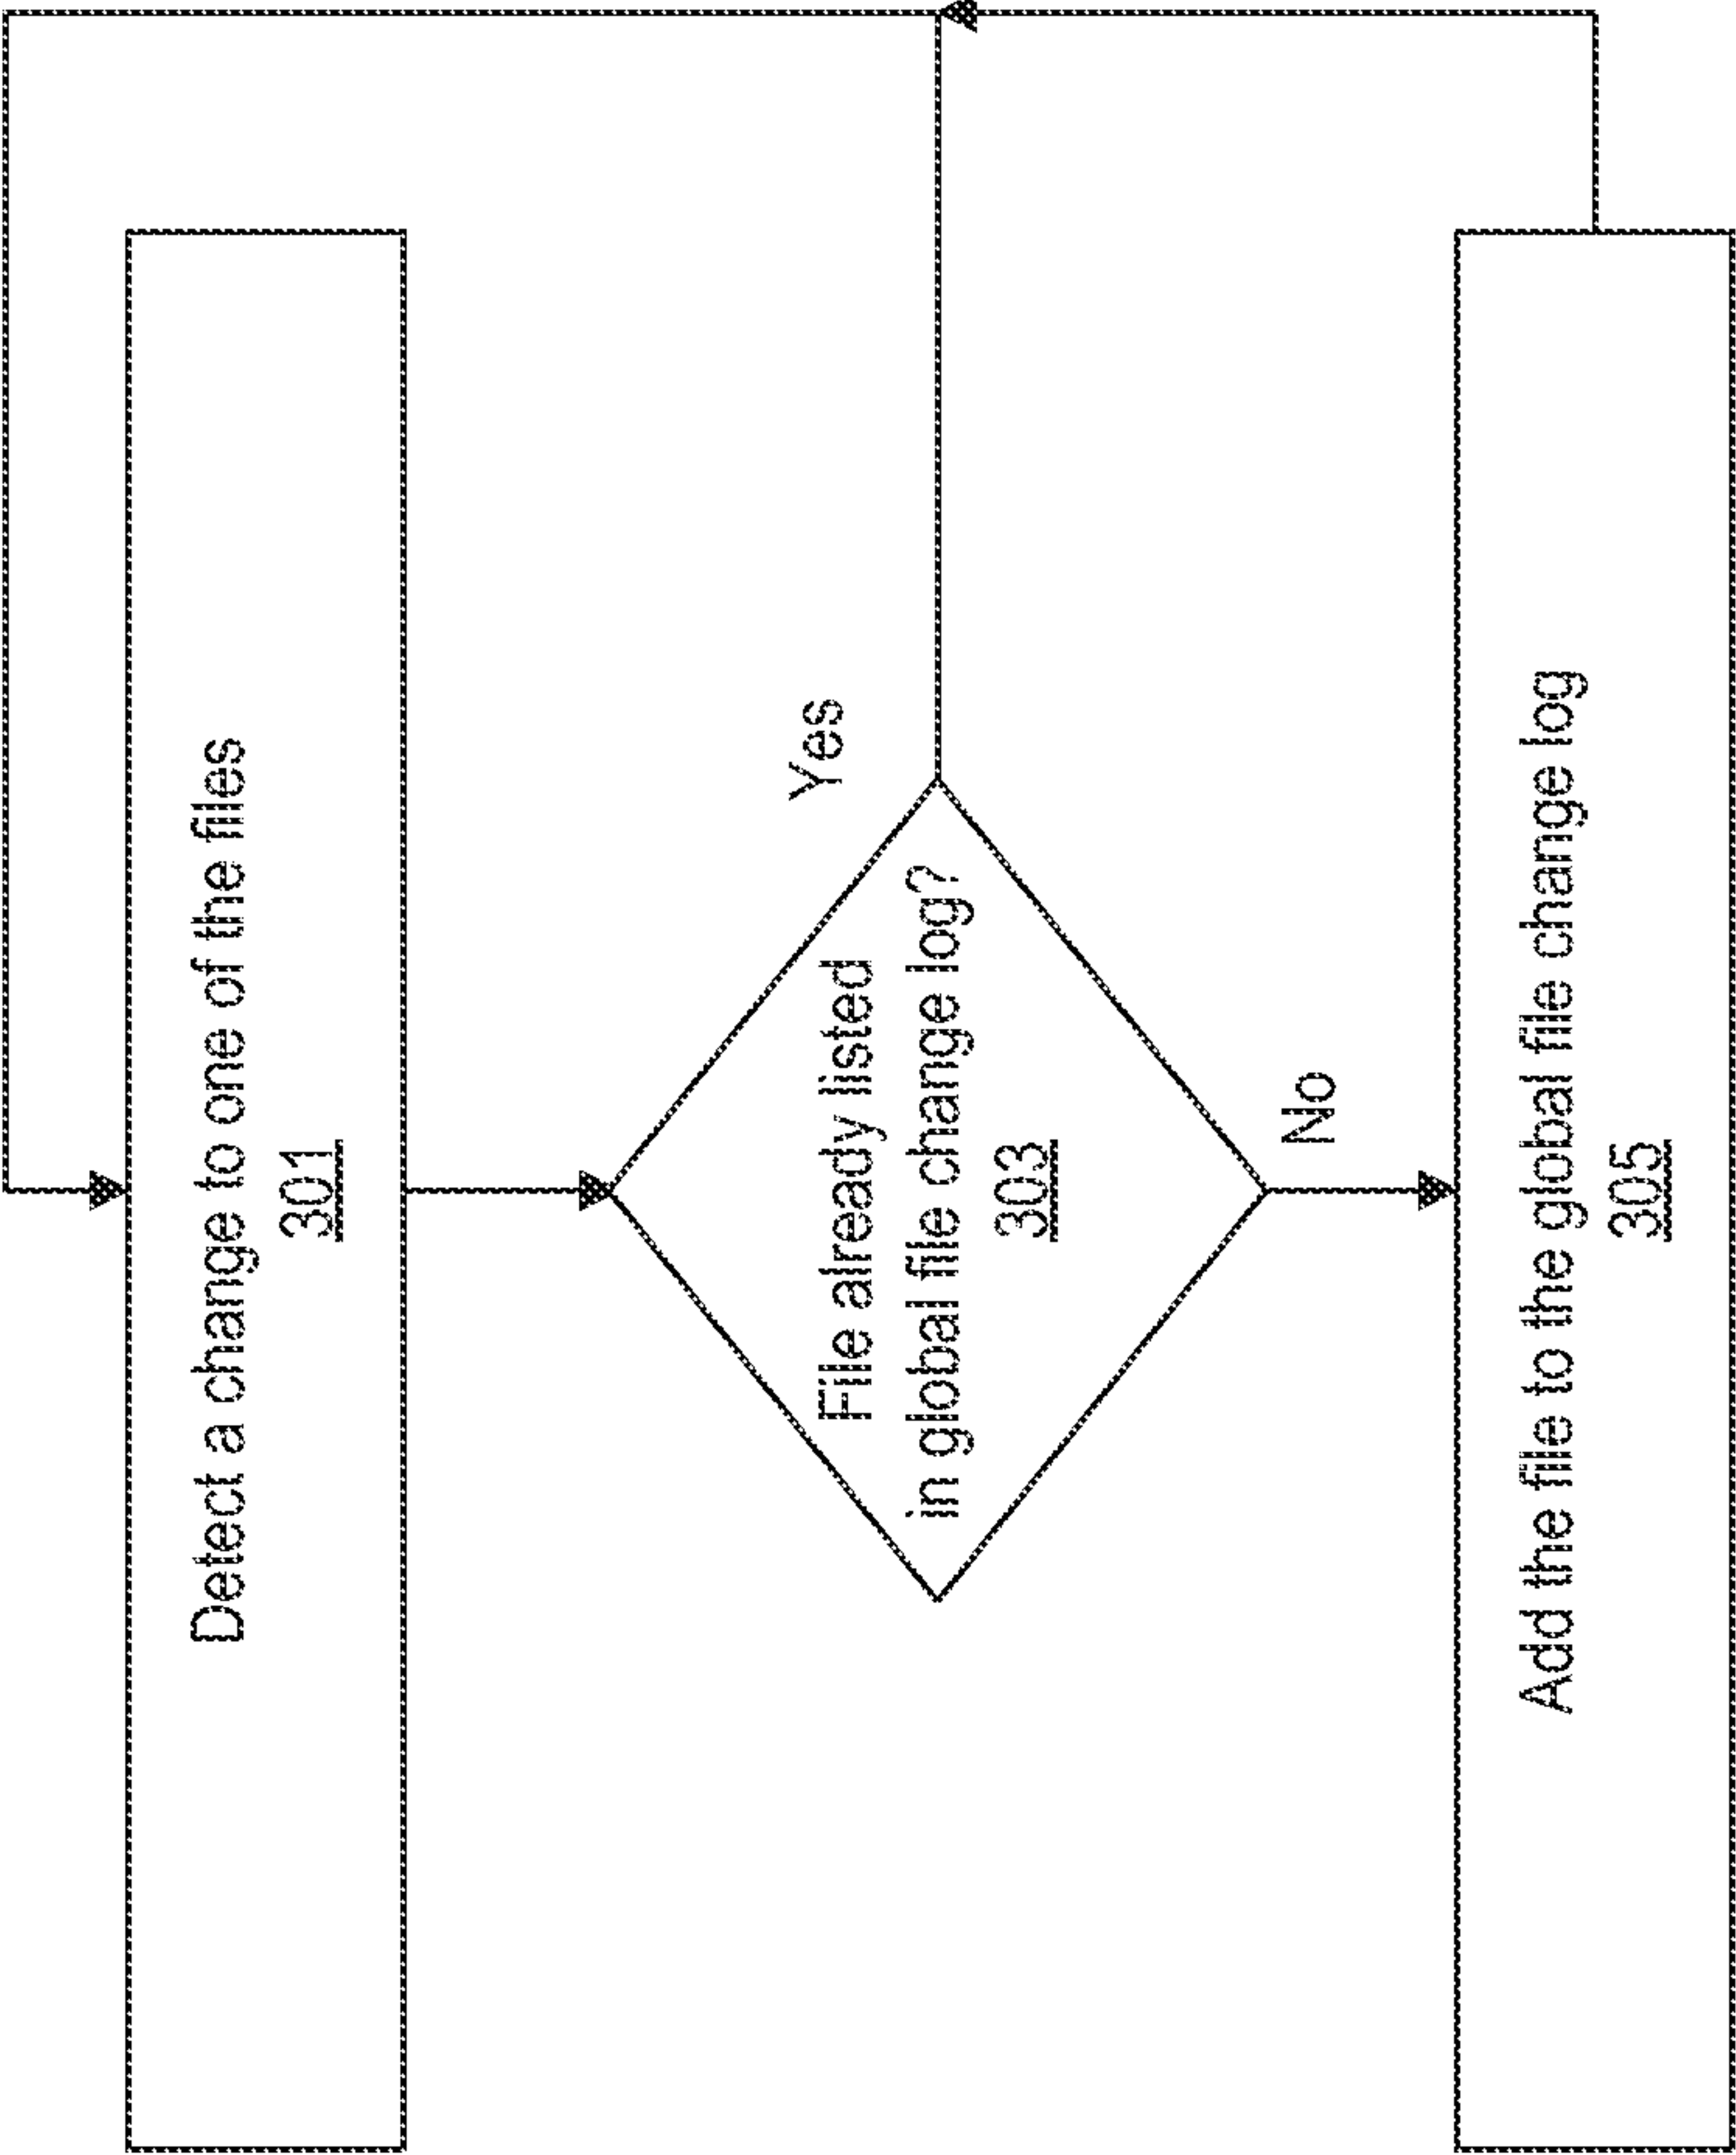 Detect a change to one of the files
301
File already listed
in global file change log?
303
Yes
No
Add the file to the global file change log
305